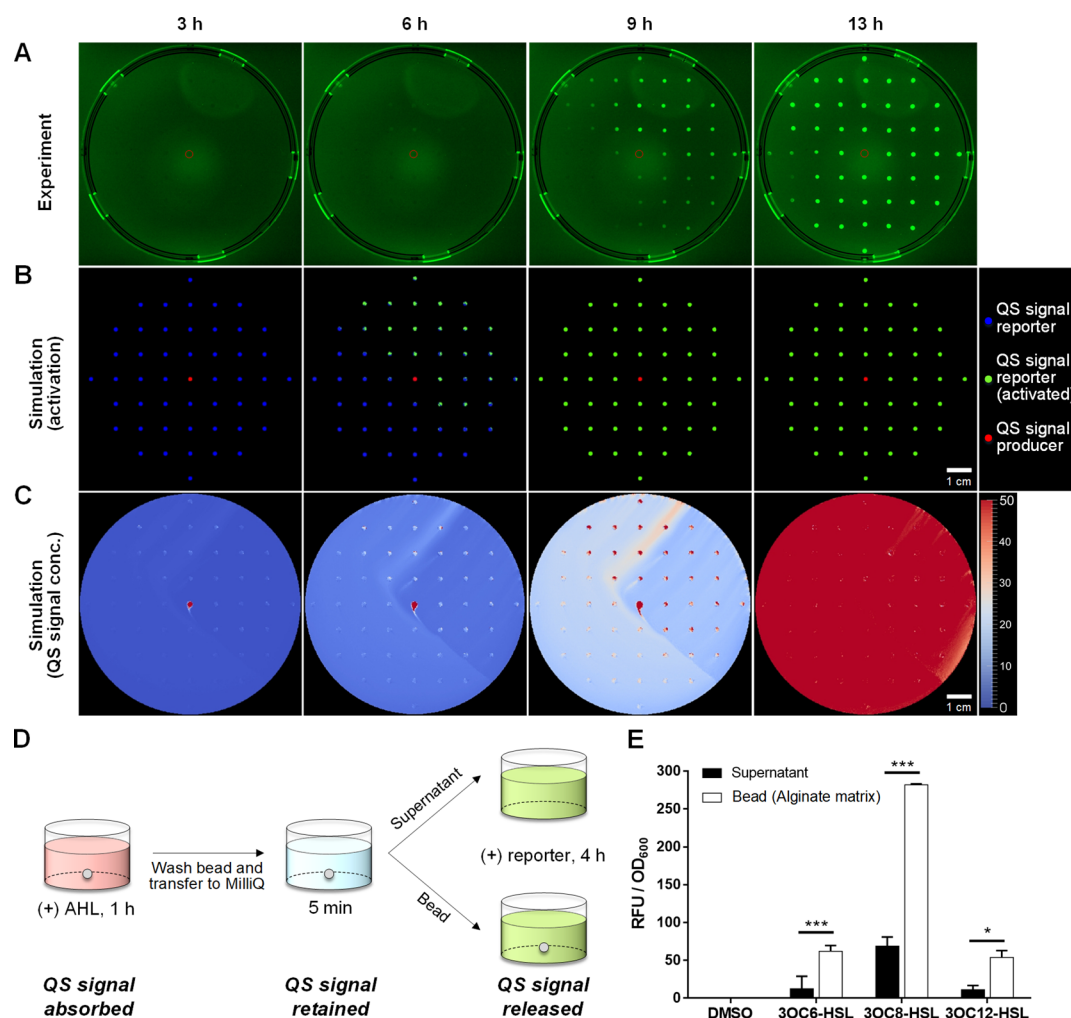 3 h 6 h 9 h 13 h
A
Experiment
B
Simulation
(activation)
QS signal
reporter
QS signal
reporter
(activated)
QS signal
producer
1 cm
C
Simulation
(QS signal conc.)
50
40
30
20
10
0
1 cm
D
(+) AHL, 1 h
Wash bead and
transfer to MilliQ
5 min
Supernatant
Bead
(+) reporter, 4 h
QS signal
absorbed
QS signal
retained
QS signal
released
E
Supernatant
Bead (Alginate matrix)
RFU / OD600
300
250
200
150
100
50
0
***
***
*
DMSO 3OC6-HSL 3OC8-HSL 3OC12-HSL